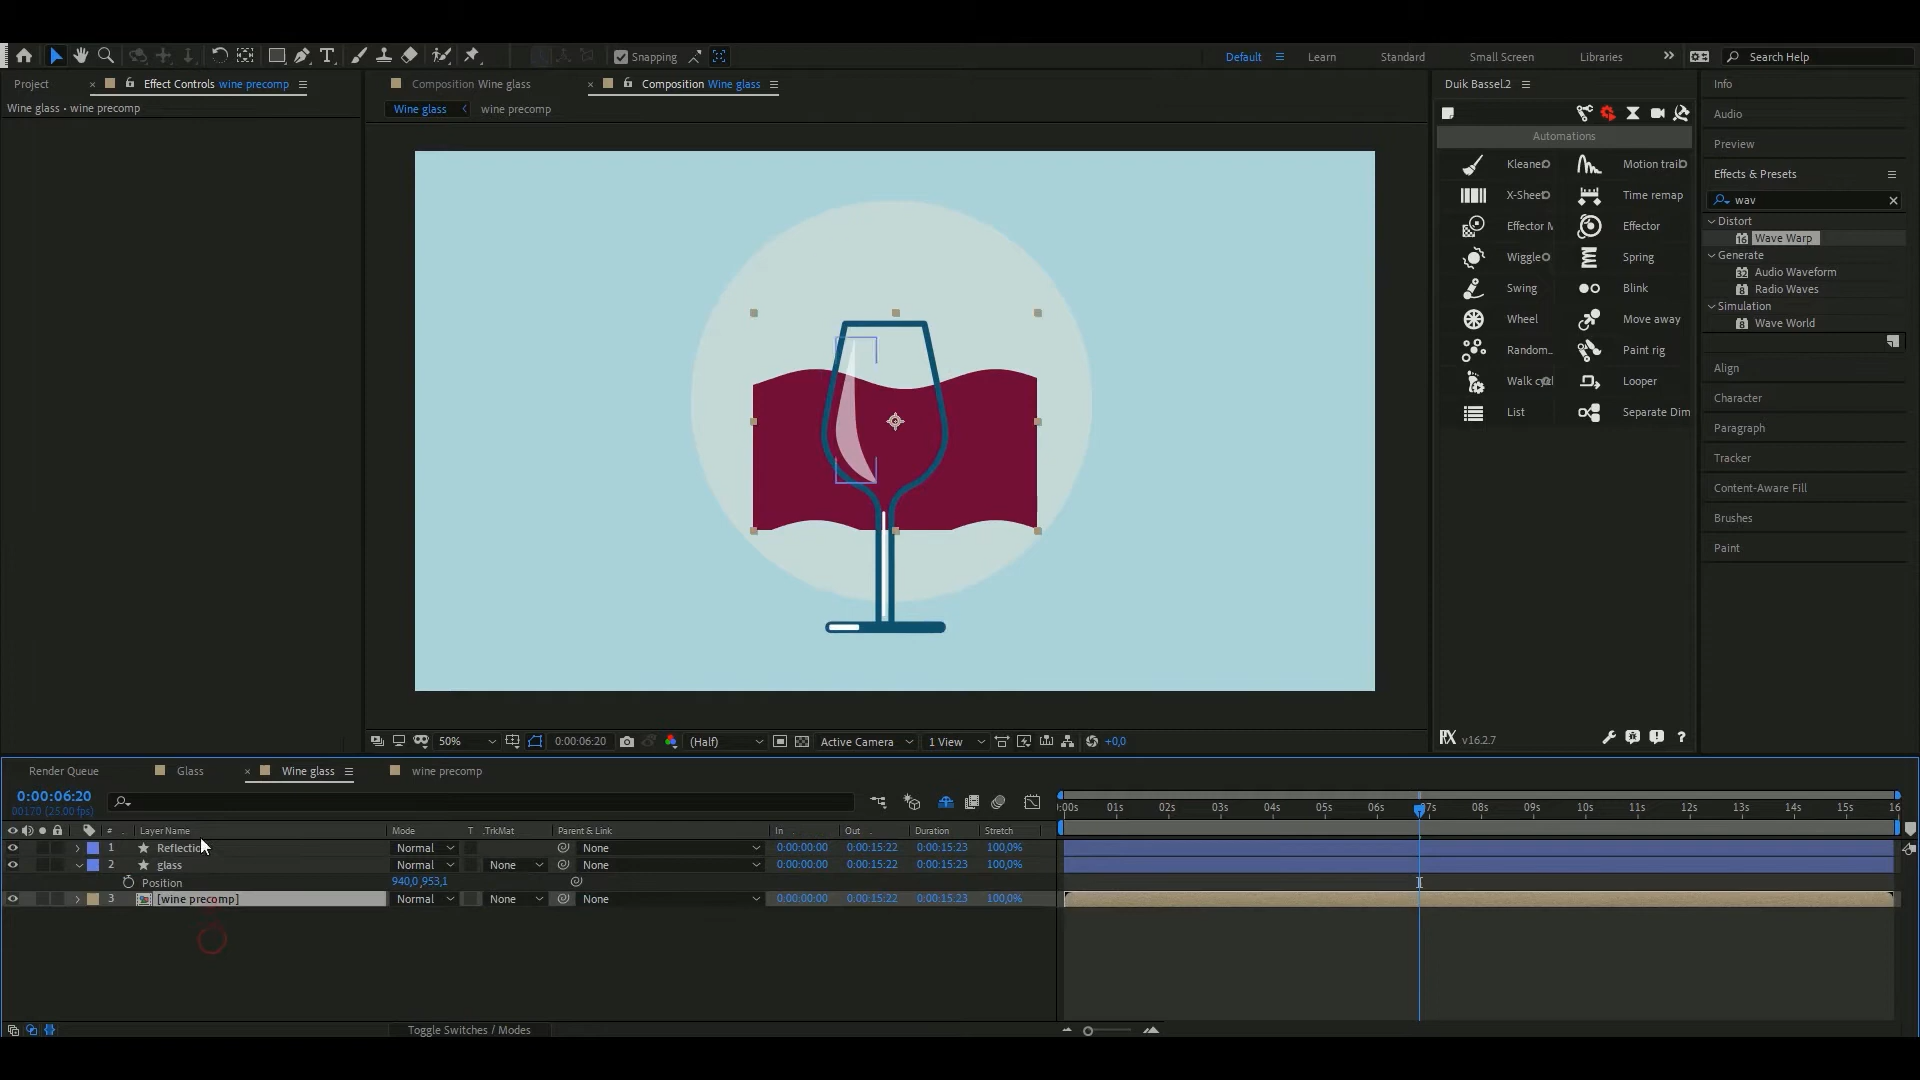 Snapping
Default
Learn
Standard
Small Screen
Libraries
Search Help
Project
Effect Controls wine precomp
Composition Wine glass
Composition Wine glass
Duik Bassel.2
Info
Wine glass • wine precomp
Wine glass
wine precomp
Audio
Automations
Preview
Kleaner
Motion trail
Effects & Presets
X-Sheet
Time remap
wav
Effector M
Effector
Distort
Wave Warp
Wiggle
Spring
Generate
Audio Waveform
Swing
Blink
Radio Waves
Simulation
Wheel
Move away
Wave World
Random..
Paint rig
Walk cycl
Looper
Align
List
Separate Dim
Character
Paragraph
Tracker
Content-Aware Fill
Brushes
Paint
50%
0:00:06:20
(Half)
Active Camera
1 View
+0,0
v16.2.7
Render Queue
Glass
Wine glass
wine precomp
0:00:06:20
00170 (25.00 fps)
:00s 01s 02s 03s 04s 05s 06s 07s 08s 09s 10s 11s 12s 13s 14s 15s 16
# Layer Name Mode T .TrkMat Parent & Link In Out Duration Stretch
1 Reflectio Normal None 0:00:00:00 0:00:15:22 0:00:15:23 100,0%
2 glass Normal None None 0:00:00:00 0:00:15:22 0:00:15:23 100,0%
Position 940,0,953,1
3 [wine precomp] Normal None None 0:00:00:00 0:00:15:22 0:00:15:23 100,0%
Toggle Switches / Modes